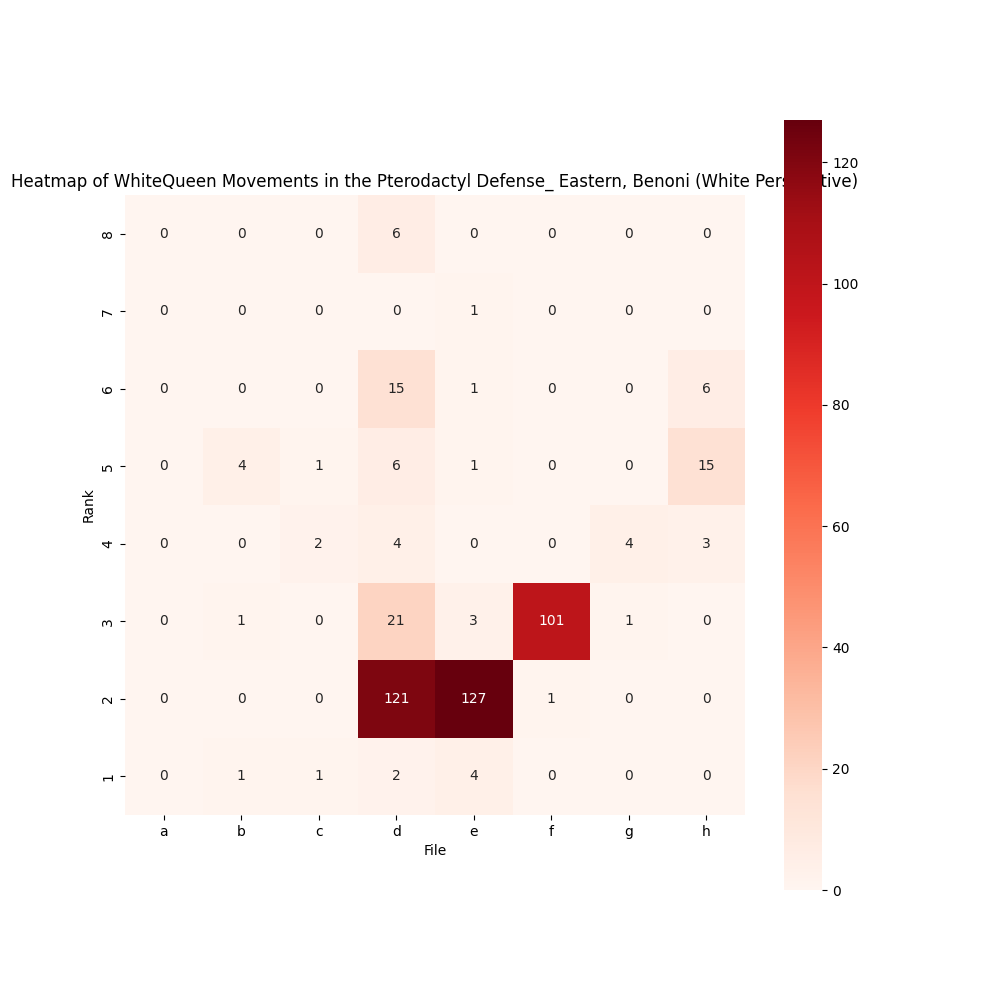 Heatmap of WhiteQueen Movements in the Pterodactyl Defense_ Eastern, Benoni (White Pers tive)
120
8 0 0 0 6 0 0 0 0
100
7 0 0 0 0 1 0 0 0
6 0 0 0 15 1 0 0 6
80
5 0 4 1 6 1 0 0 15
Rank
60
4 0 0 2 4 0 0 4 3
40
3 0 1 0 21 3 101 1 0
2 0 0 0 121 127 1 0 0
20
1 0 1 1 2 4 0 0 0
a b c d e f g h
File
0